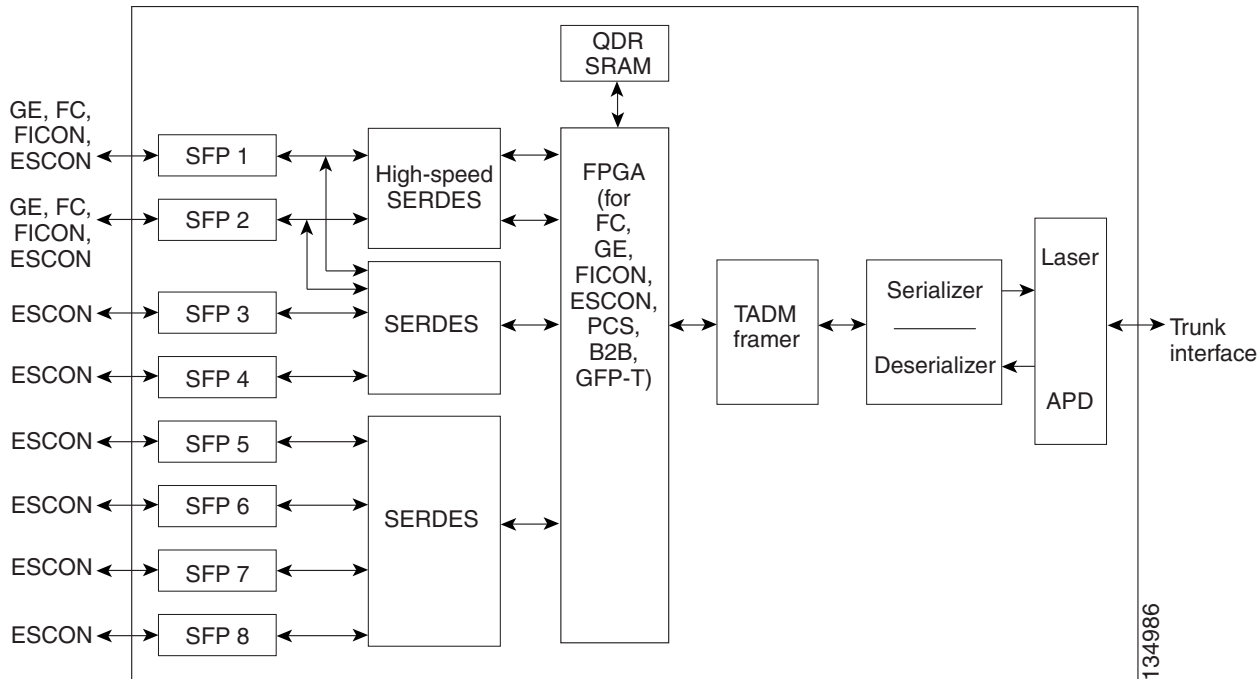 QDR
SRAM
GE, FC,
FICON,
ESCON
SFP 1
GE, FC,
FICON,
ESCON
SFP 2
High-speed
SERDES
ESCON
SFP 3
ESCON
SFP 4
SERDES
ESCON
SFP 5
ESCON
SFP 6
ESCON
SFP 7
ESCON
SFP 8
SERDES
FPGA
(for
FC,
GE,
FICON,
ESCON,
PCS,
B2B,
GFP-T)
TADM
framer
Serializer
Deserializer
Laser
APD
Trunk
interface
134986